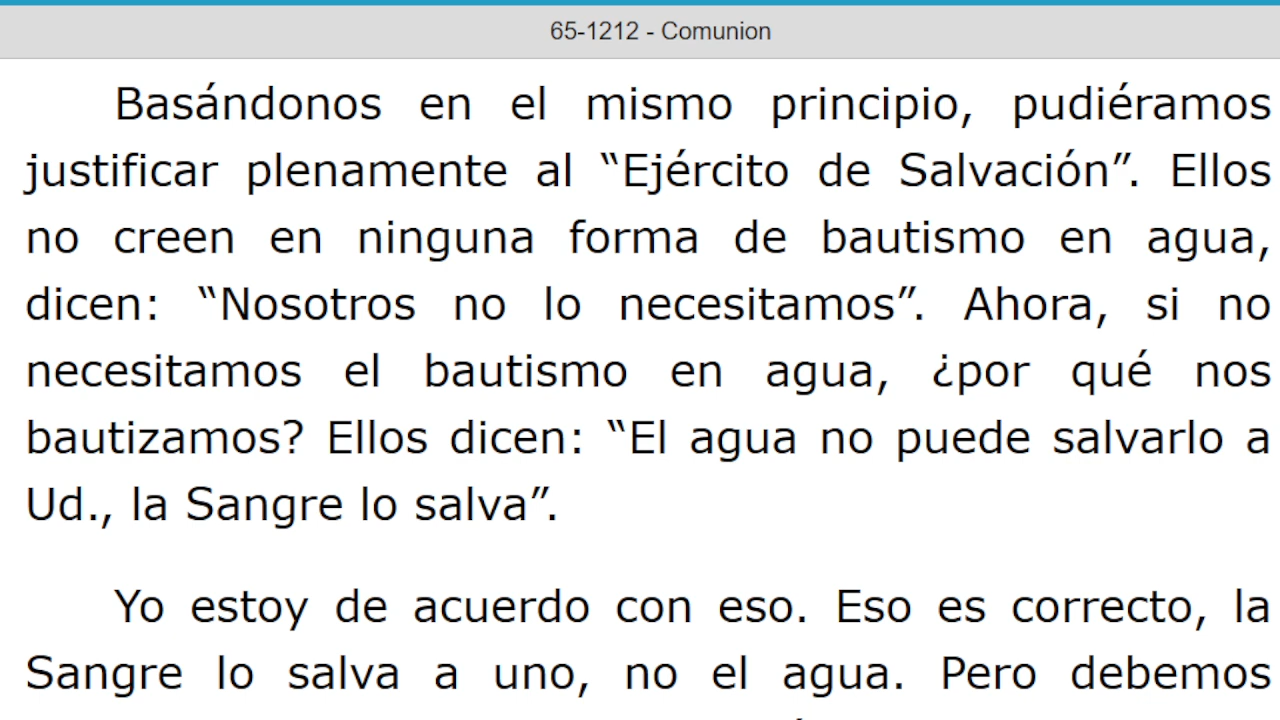 65-1212 - Comunion
Basándonos en el mismo principio, pudiéramos
justificar plenamente al “Ejército de Salvación”. Ellos
no creen en ninguna forma de bautismo en agua,
dicen: “Nosotros no lo necesitamos”. Ahora, si no
necesitamos el bautismo en agua, ¿por qué nos
bautizamos? Ellos dicen: “El agua no puede salvarlo a
Ud., la Sangre lo salva”.
Yo estoy de acuerdo con eso. Eso es correcto, la
Sangre lo salva a uno, no el agua. Pero debemos